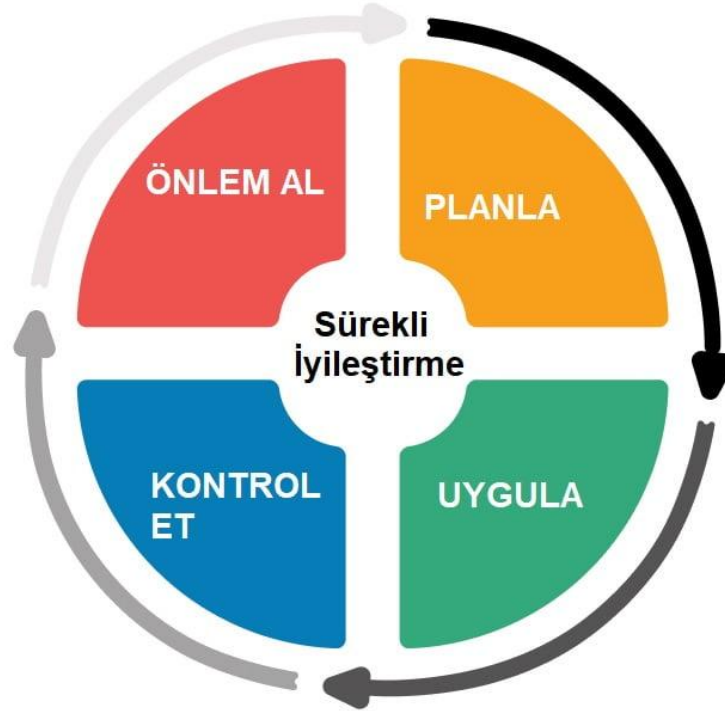 ÖNLEM AL
PLANLA
Sürekli
İyileştirme
KONTROL
ET
UYGULA